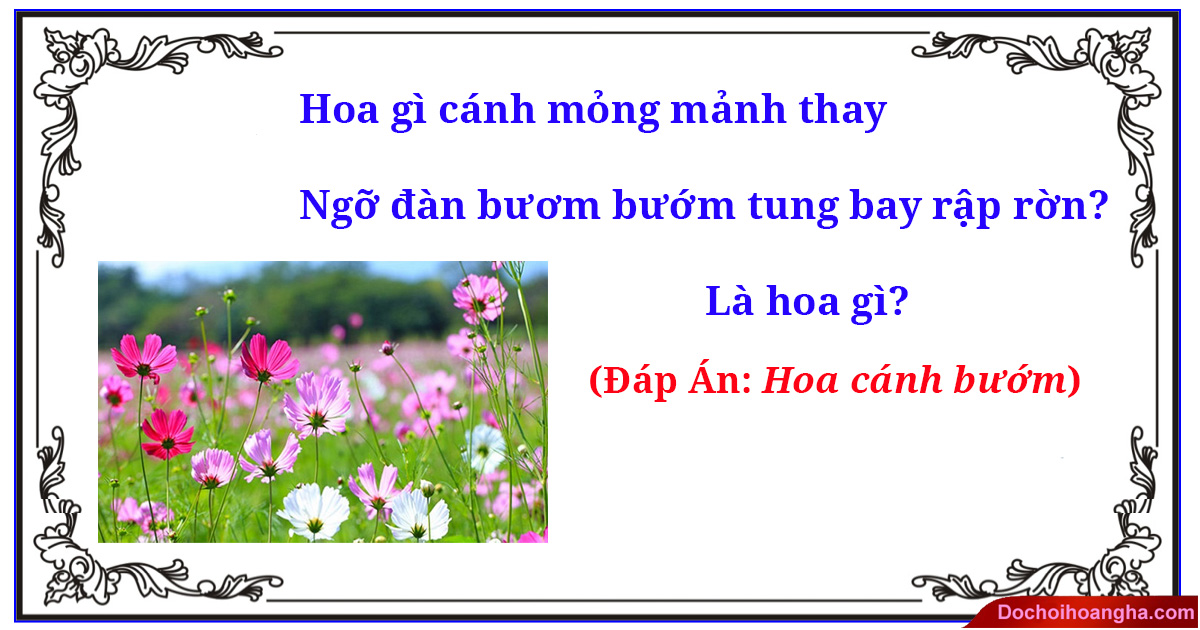 Hoa gì cánh mỏng mảnh thay
Ngỡ đàn bươm bướm tung bay rập rờn?
Là hoa gì?
(Đáp Án: Hoa cánh bướm)
Dochoihoangha.com